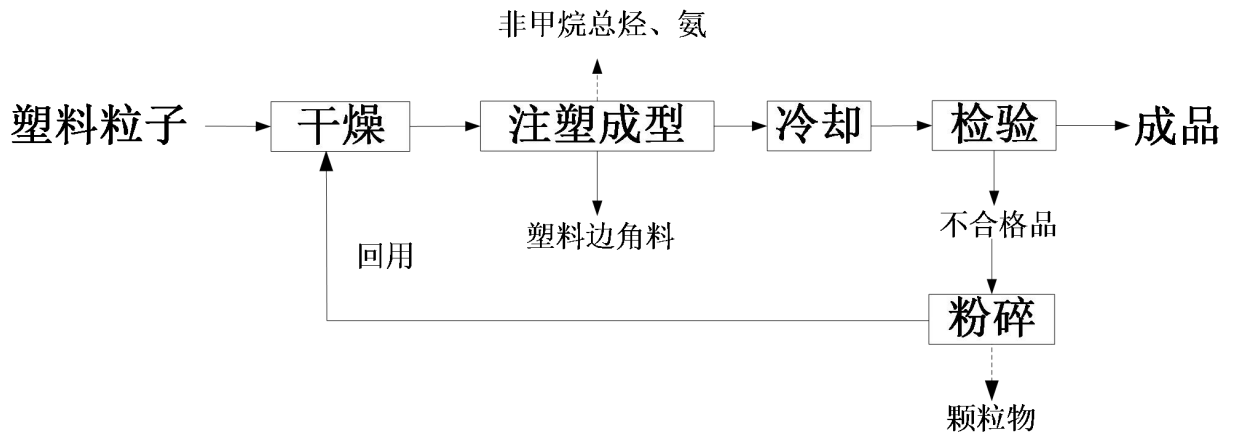 非甲烷总烃、氨
塑料粒子
干燥
注塑成型
冷却
检验
成品
塑料边角料
不合格品
回用
粉碎
颗粒物